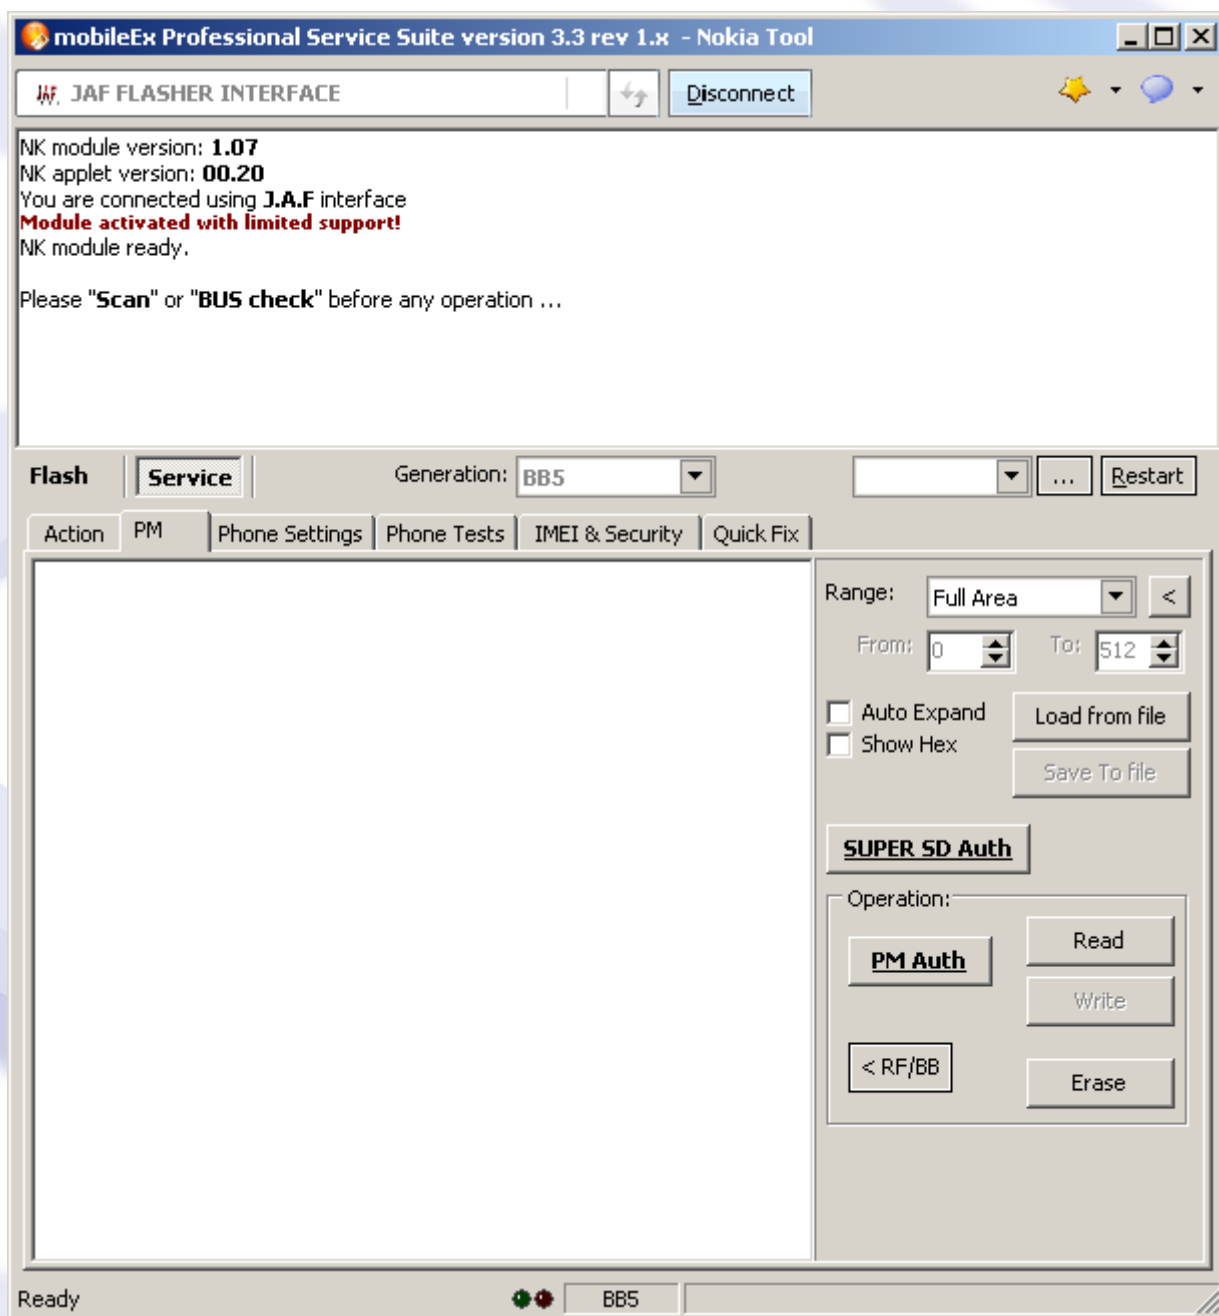 mobileEx Professional Service Suite version 3.3 rev 1.x - Nokia Tool
JAF JAF FLASHER INTERFACE Disconnect
NK module version: 1.07
NK applet version: 00.20
You are connected using J.A.F interface
Module activated with limited support!
NK module ready.
Please "Scan" or "BUS check" before any operation ...
Flash Service Generation: BB5 ... Restart
Action PM Phone Settings Phone Tests IMEI & Security Quick Fix
Range: Full Area <
From: 0 To: 512
Auto Expand Load from file
Show Hex
Save To file
SUPER SD Auth
Operation:
Read
PM Auth
Write
< RF/BB
Erase
Ready BB5